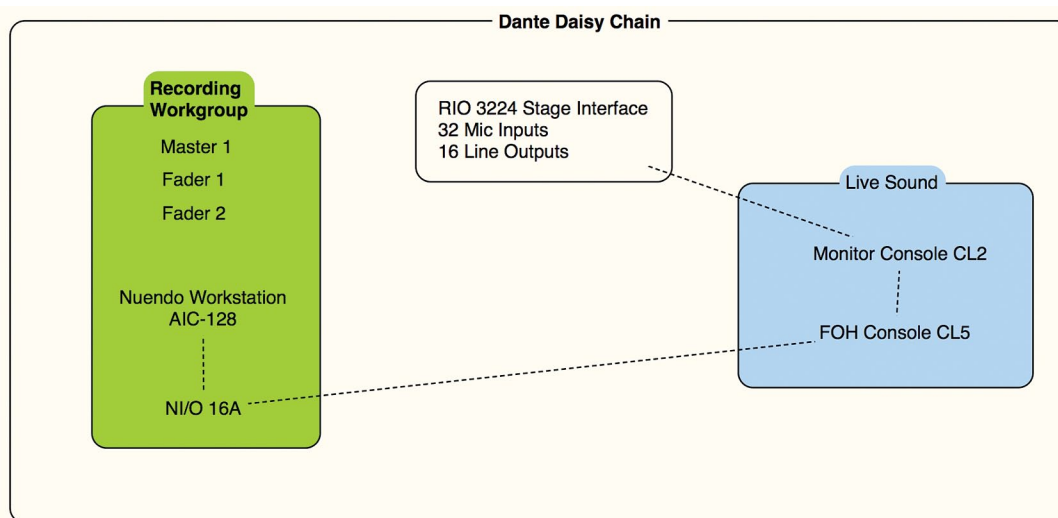 Dante Daisy Chain
Recording
Workgroup
Master 1
Fader 1
Fader 2
Nuendo Workstation
AIC-128
NI/O 16A
RIO 3224 Stage Interface
32 Mic Inputs
16 Line Outputs
Live Sound
Monitor Console CL2
FOH Console CL5